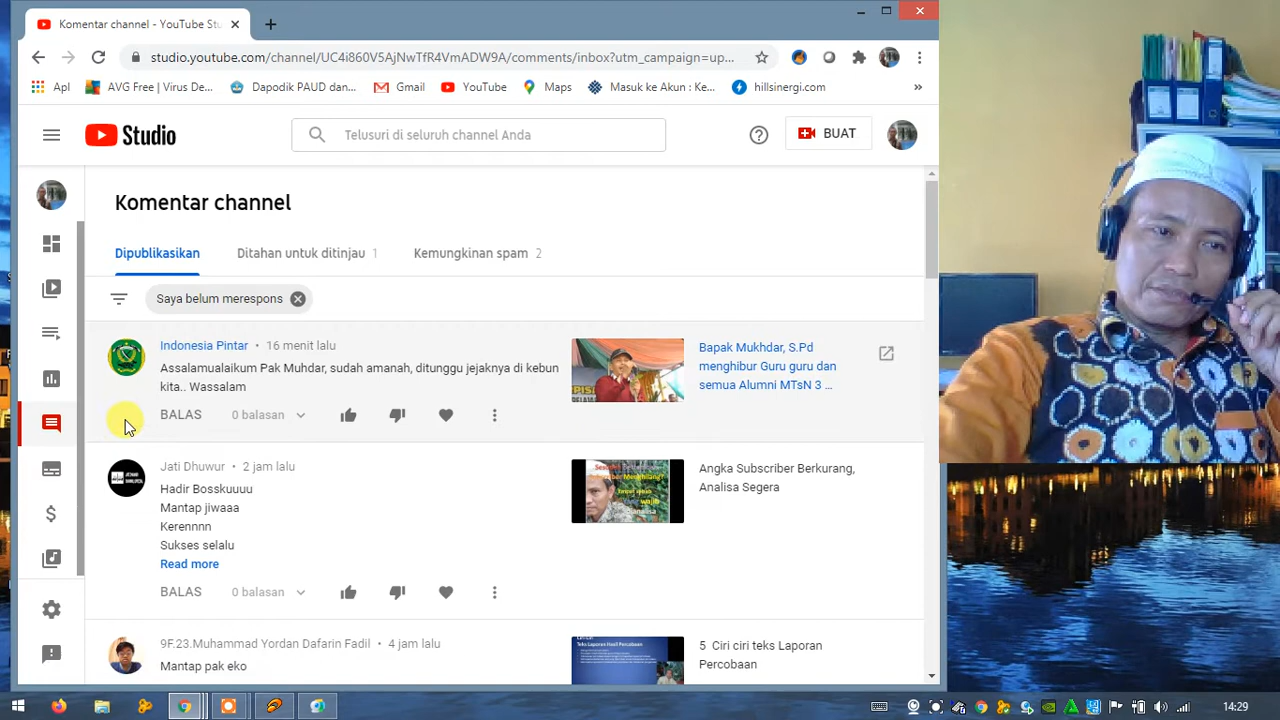 Komentar channel - YouTube Stu
studio.youtube.com/channel/UC4i860V5AjNwTfR4VmADW9A/comments/inbox?utm_campaign=up...
Apl
AVG Free | Virus De...
Dapodik PAUD dan...
Gmail
YouTube
Maps
Masuk ke Akun : Ke...
hillsinergi.com
»
Studio
Telusuri di seluruh channel Anda
BUAT
Komentar channel
Dipublikasikan
Ditahan untuk ditinjau 1
Kemungkinan spam 2
Saya belum merespons
Indonesia Pintar • 16 menit lalu
Assalamualaikum Pak Muhdar, sudah amanah, ditunggu jejaknya di kebun
kita.. Wassalam
BALAS 0 balasan
Bapak Mukhdar, S.Pd
menghibur Guru guru dan
semua Alumni MTsN 3 ...
Jati Dhuwur • 2 jam lalu
Hadir Bosskuuuu
Mantap jiwaaa
Kerennnn
Sukses selalu
Read more
BALAS 0 balasan
Angka Subscriber Berkurang,
Analisa Segera
9F.23.Muhammad Yordan Dafarin Fadil • 4 jam lalu
Mantap pak eko
Teks Laporan Hasil Percobaan
5 Ciri ciri teks Laporan
Percobaan
14:29